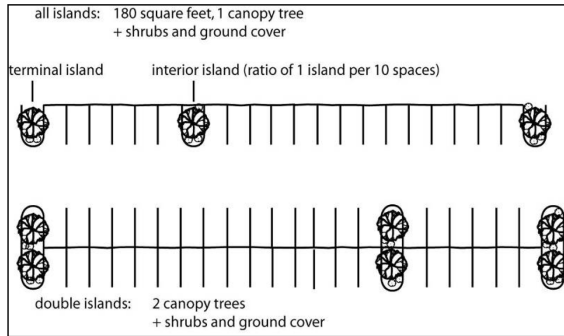 all islands: 180 square feet, 1 canopy tree
+ shrubs and ground cover
terminal island
interior island (ratio of 1 island per 10 spaces)
double islands: 2 canopy trees
+ shrubs and ground cover